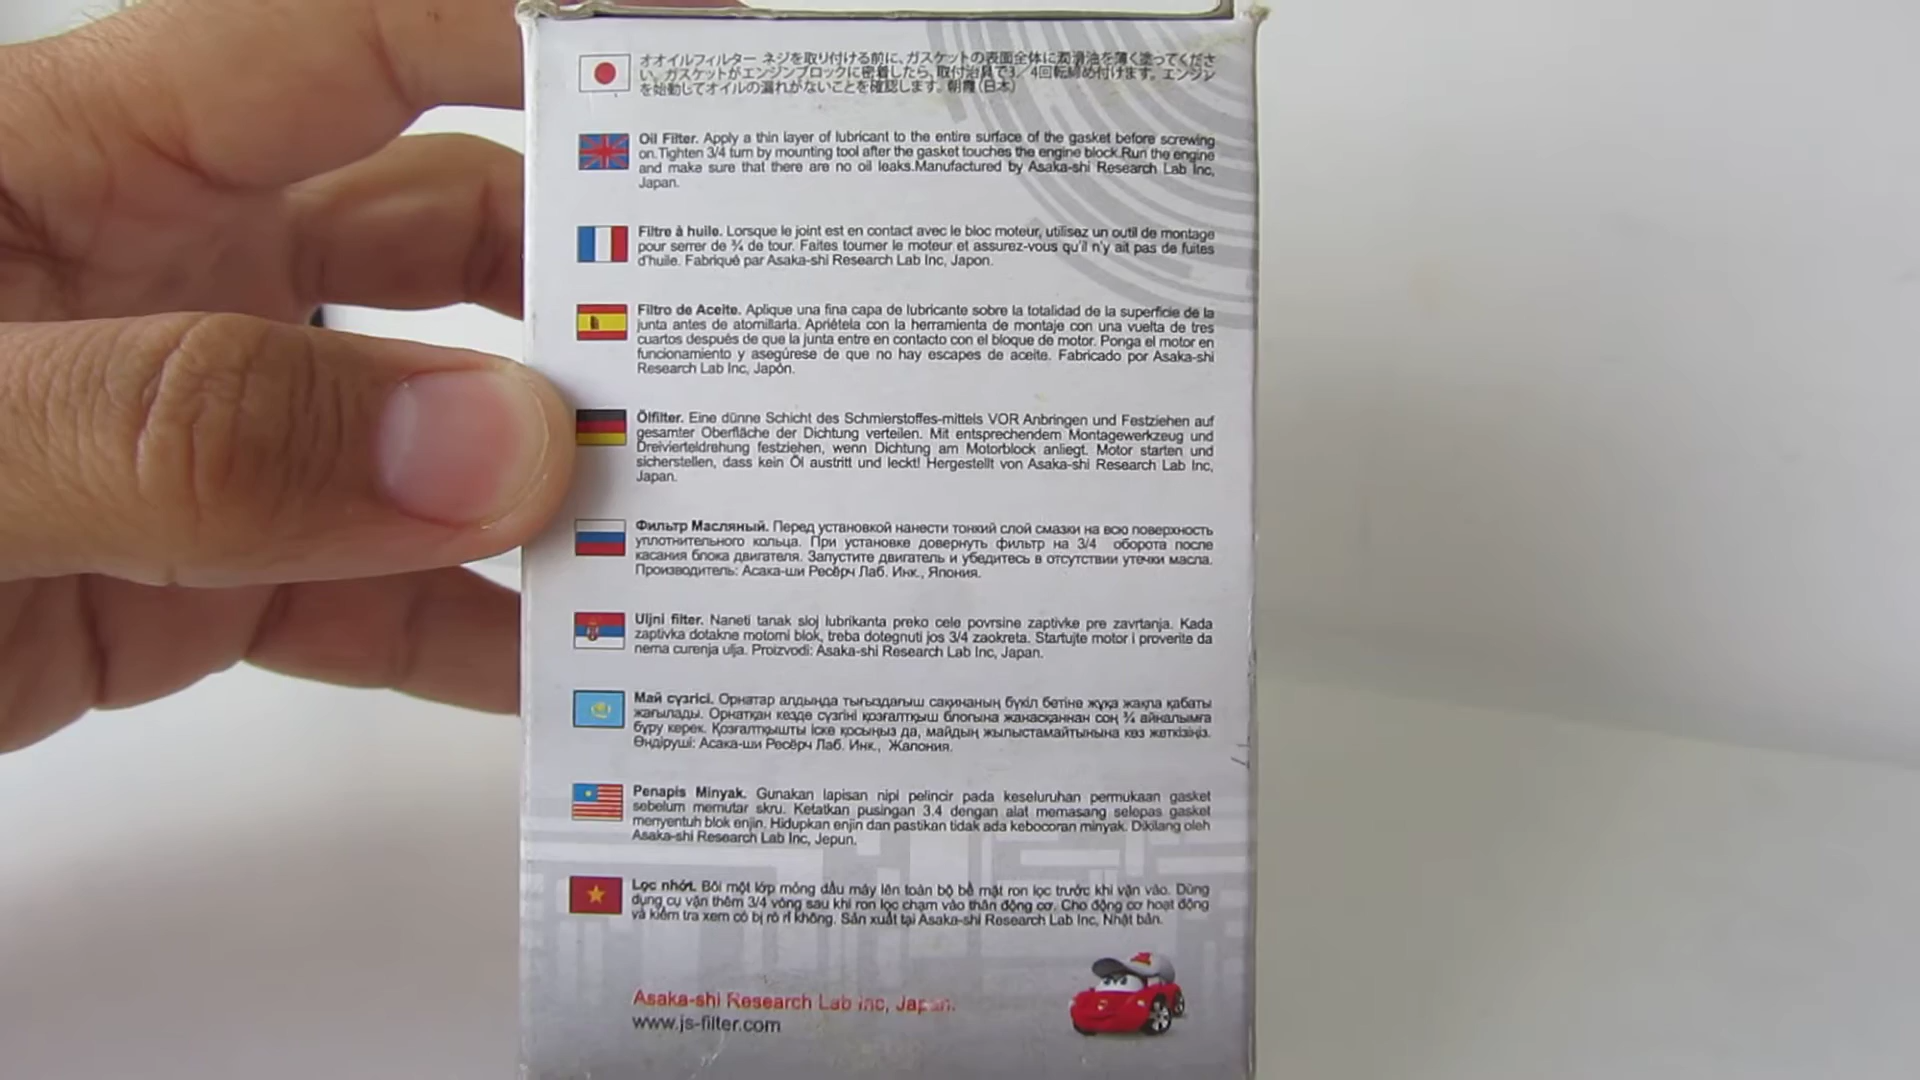 オオイルフィルター ネジを取り付ける前に、ガスケットの表面全体に潤滑油を薄く塗ってくださ
い。ガスケットがエンジンブロックに密着したら、取付治具で3／4回転締め付けます。エンジン
を始動してオイルの漏れがないことを確認します。朝霞(日本)
Oil Filter. Apply a thin layer of lubricant to the entire surface of the gasket before screwing
on.Tighten 3/4 turn by mounting tool after the gasket touches the engine block.Run the engine
and make sure that there are no oil leaks.Manufactured by Asaka-shi Research Lab Inc,
Japan.
Filtre à huile. Lorsque le joint est en contact avec le bloc moteur, utilisez un outil de montage
pour serrer de ¾ de tour. Faites tourner le moteur et assurez-vous qu'il n'y ait pas de fuites
d'huile. Fabriqué par Asaka-shi Research Lab Inc, Japon.
Filtro de Aceite. Aplique una fina capa de lubricante sobre la totalidad de la superficie de la
junta antes de atornillarla. Apriétela con la herramienta de montaje con una vuelta de tres
cuartos después de que la junta entre en contacto con el bloque de motor. Ponga el motor en
funcionamiento y asegúrese de que no hay escapes de aceite. Fabricado por Asaka-shi
Research Lab Inc, Japón.
Ölfilter. Eine dünne Schicht des Schmierstoffes-mittels VOR Anbringen und Festziehen auf
gesamter Oberfläche der Dichtung verteilen. Mit entsprechendem Montagewerkzeug und
Dreivierteldrehung festziehen, wenn Dichtung am Motorblock anliegt. Motor starten und
sicherstellen, dass kein Öl austritt und leckt! Hergestellt von Asaka-shi Research Lab Inc,
Japan.
Фильтр Масляный. Перед установкой нанести тонкий слой смазки на всю поверхность
уплотнительного кольца. При установке довернуть фильтр на 3/4 оборота после
касания блока двигателя. Запустите двигатель и убедитесь в отсутствии утечки масла.
Производитель: Асака-ши Ресёрч Лаб. Инк., Япония.
Uljni filter. Naneti tanak sloj lubrikanta preko cele povrsine zaptivke pre zavrtanja. Kada
zaptivka dotakne motorni blok, treba dotegnuti jos 3/4 zaokreta. Startujte motor i proverite da
nema curenja ulja. Proizvodi: Asaka-shi Research Lab Inc, Japan.
Май сүзгісі. Орнатар алдында тығыздағыш сақинаның бүкіл бетіне жұқа жақпа қабаты
жағылады. Орнатқан кезде сүзгіні қозғалтқыш блогына жанасқаннан соң ¾ айналымға
бұру керек. Қозғалтқышты іске қосыңыз да, майдың жылыстамайтынына көз жеткізіңіз.
Өндіруші: Асака-ши Ресёрч Лаб. Инк., Жапония.
Penapis Minyak. Gunakan lapisan nipi pelincir pada keseluruhan permukaan gasket
sebelum memutar skru. Ketatkan pusingan 3.4 dengan alat memasang selepas gasket
menyentuh blok enjin. Hidupkan enjin dan pastikan tidak ada kebocoran minyak. Dikilang oleh
Asaka-shi Research Lab Inc, Jepun.
Lọc nhớt. Bôi một lớp mỏng dầu máy lên toàn bộ bề mặt ron lọc trước khi vặn vào. Dùng
dụng cụ vặn thêm 3/4 vòng sau khi ron lọc chạm vào thân động cơ. Cho động cơ hoạt động
và kiểm tra xem có bị rò rỉ không. Sản xuất tại Asaka-shi Research Lab Inc, Nhật bản.
Asaka-shi Research Lab Inc, Japan.
www.js-filter.com